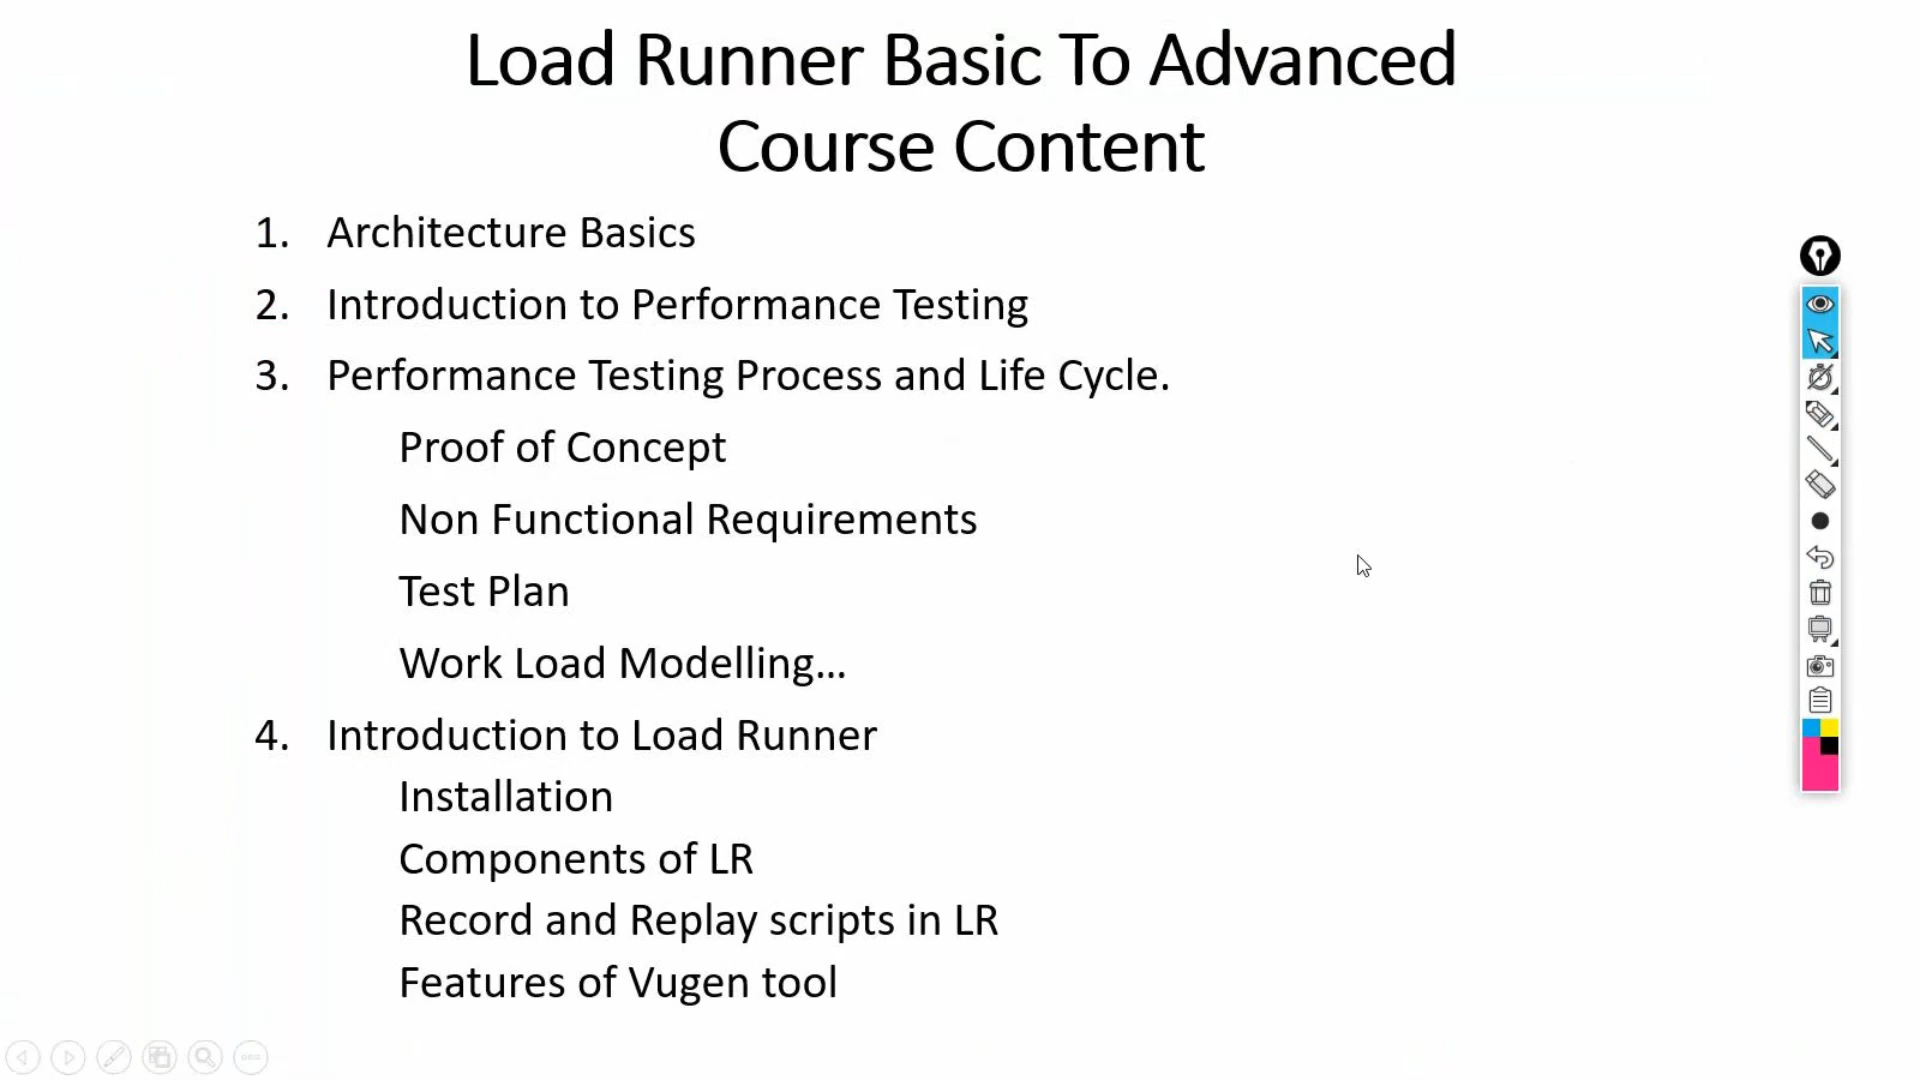 Load Runner Basic To Advanced
Course Content
1. Architecture Basics
2. Introduction to Performance Testing
3. Performance Testing Process and Life Cycle.
Proof of Concept
Non Functional Requirements
Test Plan
Work Load Modelling...
4. Introduction to Load Runner
Installation
Components of LR
Record and Replay scripts in LR
Features of Vugen tool